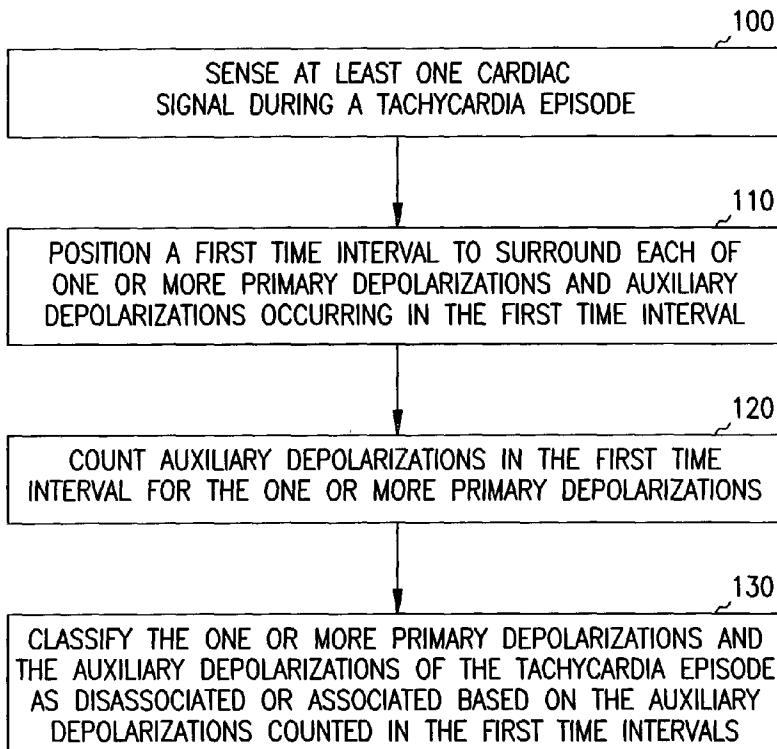 100
SENSE AT LEAST ONE CARDIAC
SIGNAL DURING A TACHYCARDIA EPISODE
110
POSITION A FIRST TIME INTERVAL TO SURROUND EACH OF
ONE OR MORE PRIMARY DEPOLARIZATIONS AND AUXILIARY
DEPOLARIZATIONS OCCURRING IN THE FIRST TIME INTERVAL
120
COUNT AUXILIARY DEPOLARIZATIONS IN THE FIRST TIME
INTERVAL FOR THE ONE OR MORE PRIMARY DEPOLARIZATIONS
130
CLASSIFY THE ONE OR MORE PRIMARY DEPOLARIZATIONS AND
THE AUXILIARY DEPOLARIZATIONS OF THE TACHYCARDIA EPISODE
AS DISASSOCIATED OR ASSOCIATED BASED ON THE AUXILIARY
DEPOLARIZATIONS COUNTED IN THE FIRST TIME INTERVALS